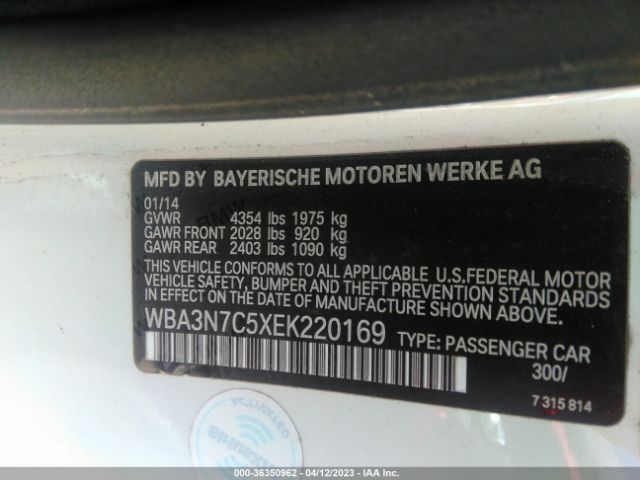 MFD BY BAYERISCHE MOTOREN WERKE AG
01/14
GVWR 4354 lbs 1975 kg
GAWR FRONT 2028 lbs 920 kg
GAWR REAR 2403 lbs 1090 kg
THIS VEHICLE CONFORMS TO ALL APPLICABLE U.S.FEDERAL MOTOR
VEHICLE SAFETY, BUMPER AND THEFT PREVENTION STANDARDS
IN EFFECT ON THE DATE OF MANUFACTURE SHOWN ABOVE.
WBA3N7C5XEK220169 TYPE: PASSENGER CAR
300/
7 315 814
ACTIVATED
SiriusXM
000-36350962 - 04/12/2023 - IAA Inc.